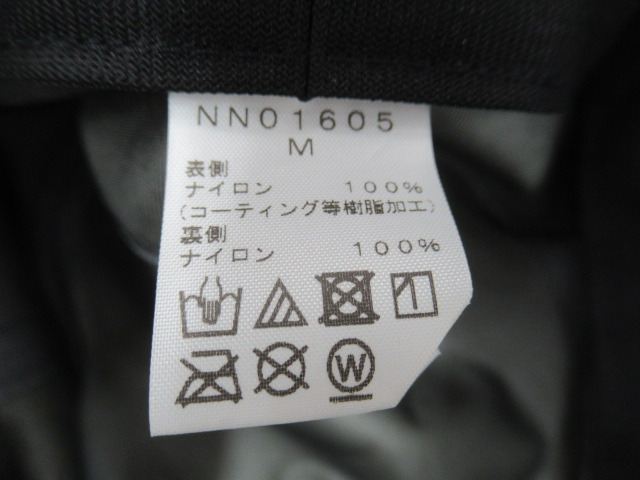 NN01605
M
表側
ナイロン 100%
(コーティング等樹脂加工)
裏側
ナイロン 100%
W